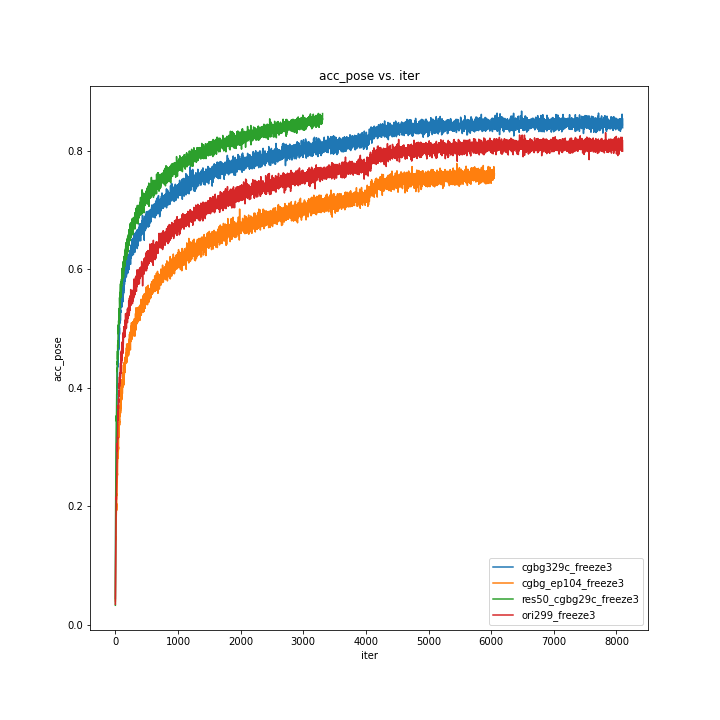 acc_pose vs. iter
acc_pose
0.8
0.6
0.4
0.2
0.0
0 1000 2000 3000 4000 5000 6000 7000 8000
iter
cgbg329c_freeze3
cgbg_ep104_freeze3
res50_cgbg29c_freeze3
ori299_freeze3